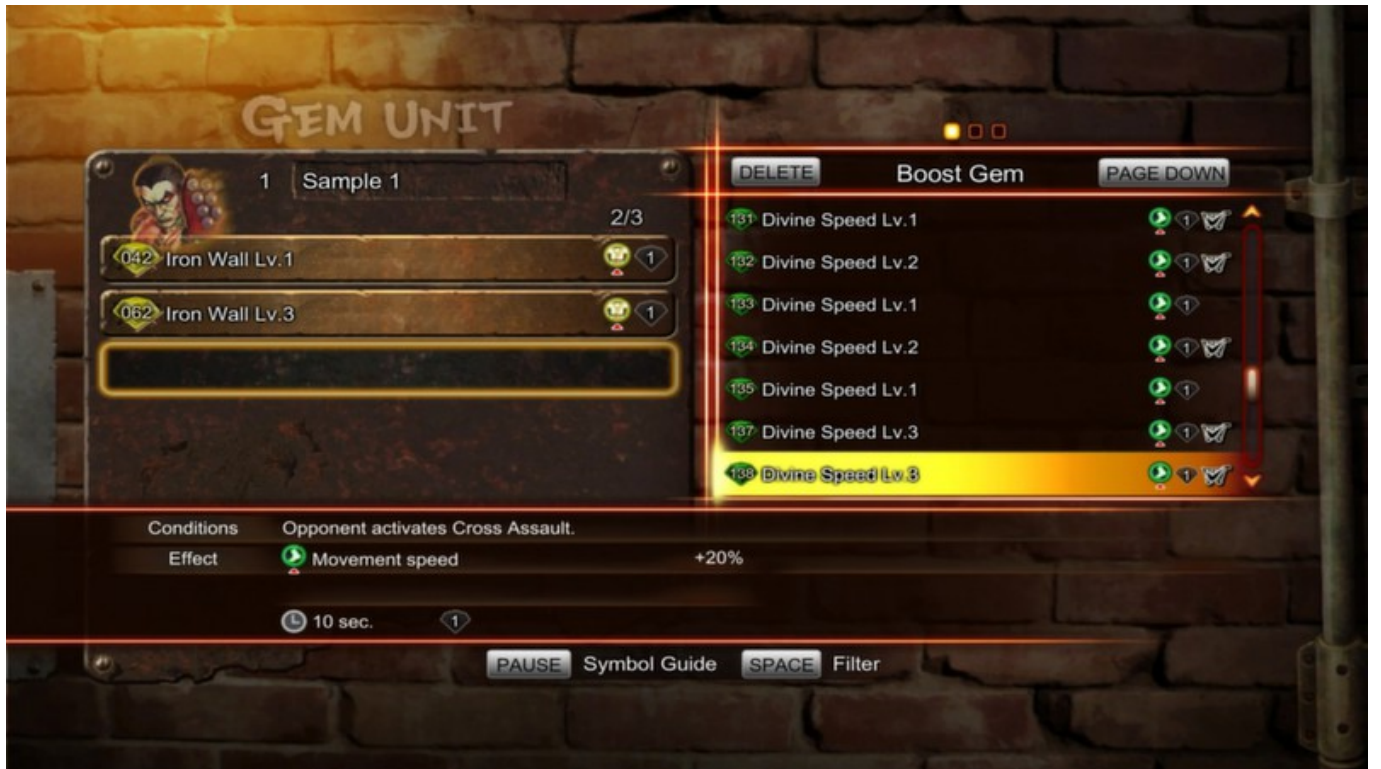 GEM UNIT
1 Sample 1
2/3
042 Iron Wall Lv.1 1
062 Iron Wall Lv.3 1
DELETE Boost Gem PAGE DOWN
131 Divine Speed Lv.1 1
132 Divine Speed Lv.2 1
133 Divine Speed Lv.1 1
134 Divine Speed Lv.2 1
135 Divine Speed Lv.1 1
137 Divine Speed Lv.3 1
138 Divine Speed Lv.3 1
Conditions Opponent activates Cross Assault.
Effect Movement speed +20%
10 sec. 1
PAUSE Symbol Guide SPACE Filter